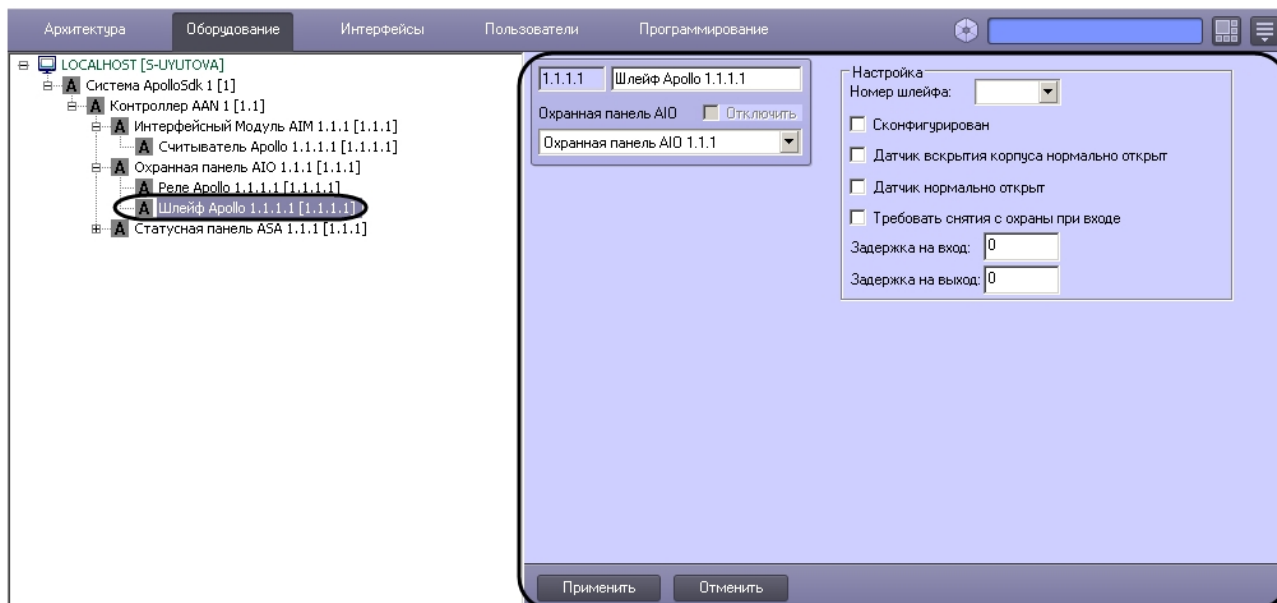 Архитектура Оборудование Интерфейсы Пользователи Программирование
LOCALHOST [S-UYUTOVA]
Система ApolloSdk 1 [1]
Контроллер AAN 1 [1.1]
Интерфейсный Модуль AIM 1.1.1 [1.1.1]
Считыватель Apollo 1.1.1.1 [1.1.1.1]
Охранная панель AIO 1.1.1 [1.1.1]
Реле Apollo 1.1.1.1 [1.1.1.1]
Шлейф Apollo 1.1.1.1 [1.1.1.1]
Статусная панель ASA 1.1.1 [1.1.1]
1.1.1.1 Шлейф Apollo 1.1.1.1
Охранная панель AIO Отключить
Охранная панель AIO 1.1.1
Настройка
Номер шлейфа:
Сконфигурирован
Датчик вскрытия корпуса нормально открыт
Датчик нормально открыт
Требовать снятия с охраны при входе
Задержка на вход: 0
Задержка на выход: 0
Применить Отменить